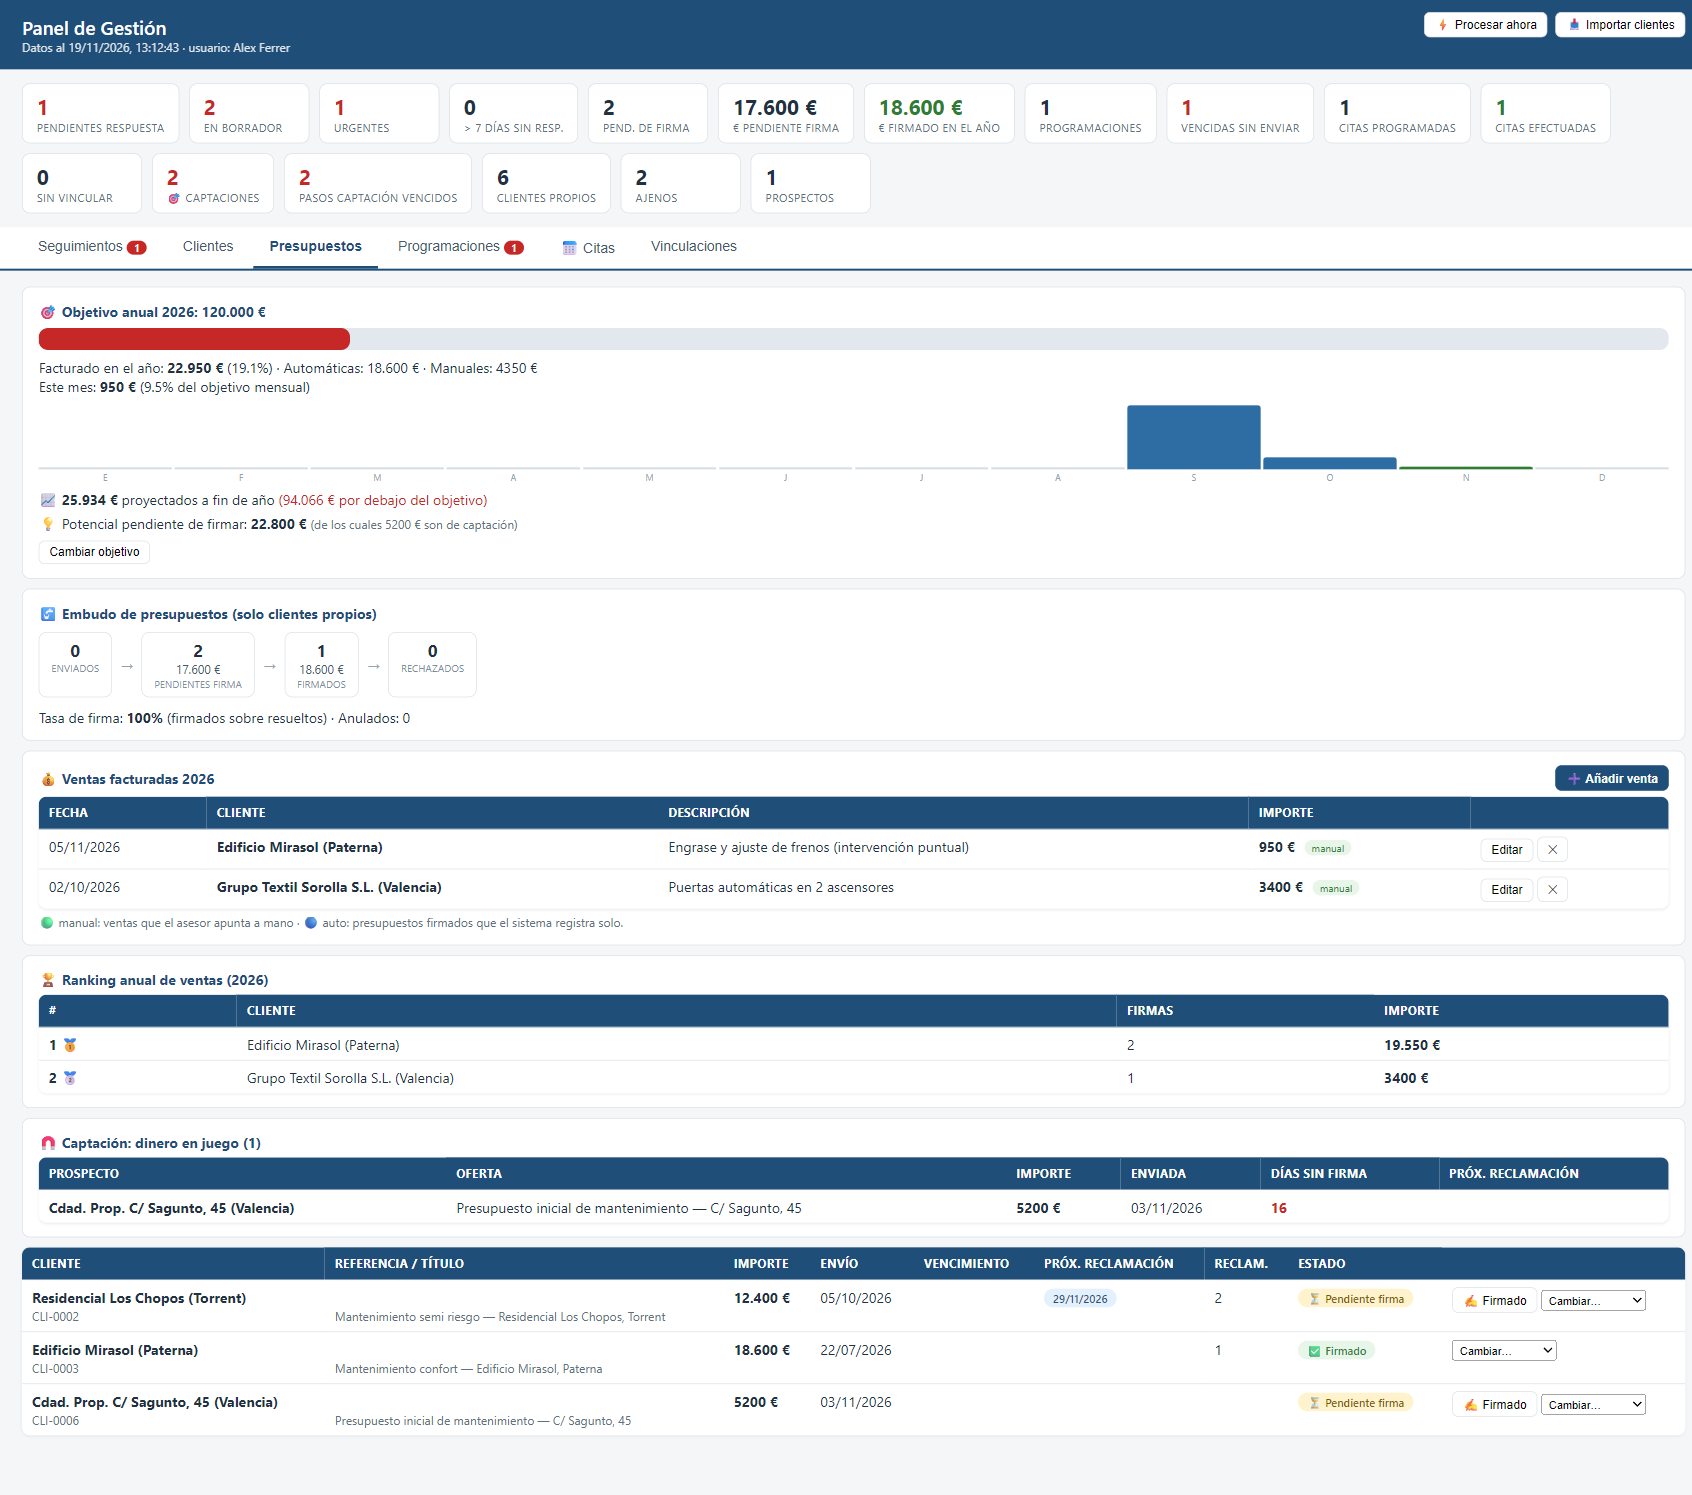 Panel de Gestión
Datos al 19/11/2026, 13:12:43 · usuario: Alex Ferrer
Procesar ahora
Importar clientes
1
PENDIENTES RESPUESTA
2
EN BORRADOR
1
URGENTES
0
> 7 DÍAS SIN RESP.
2
PEND. DE FIRMA
17.600 €
€ PENDIENTE FIRMA
18.600 €
€ FIRMADO EN EL AÑO
1
PROGRAMACIONES
1
VENCIDAS SIN ENVIAR
1
CITAS PROGRAMADAS
1
CITAS EFECTUADAS
0
SIN VINCULAR
2
CAPTACIONES
2
PASOS CAPTACIÓN VENCIDOS
6
CLIENTES PROPIOS
2
AJENOS
1
PROSPECTOS
Seguimientos 1
Clientes
Presupuestos
Programaciones 1
Citas
Vinculaciones
Objetivo anual 2026: 120.000 €
Facturado en el año: 22.950 € (19.1%) · Automáticas: 18.600 € · Manuales: 4350 €
Este mes: 950 € (9.5% del objetivo mensual)
E F M A M J J A S O N D
25.934 € proyectados a fin de año (94.066 € por debajo del objetivo)
Potencial pendiente de firmar: 22.800 € (de los cuales 5200 € son de captación)
Cambiar objetivo
Embudo de presupuestos (solo clientes propios)
0
ENVIADOS
→
2
17.600 €
PENDIENTES FIRMA
→
1
18.600 €
FIRMADOS
→
0
RECHAZADOS
Tasa de firma: 100% (firmados sobre resueltos) · Anulados: 0
Ventas facturadas 2026
Añadir venta
FECHA CLIENTE DESCRIPCIÓN IMPORTE
05/11/2026 Edificio Mirasol (Paterna) Engrase y ajuste de frenos (intervención puntual) 950 € manual Editar ×
02/10/2026 Grupo Textil Sorolla S.L. (Valencia) Puertas automáticas en 2 ascensores 3400 € manual Editar ×
manual: ventas que el asesor apunta a mano · auto: presupuestos firmados que el sistema registra solo.
Ranking anual de ventas (2026)
# CLIENTE FIRMAS IMPORTE
1 Edificio Mirasol (Paterna) 2 19.550 €
2 Grupo Textil Sorolla S.L. (Valencia) 1 3400 €
Captación: dinero en juego (1)
PROSPECTO OFERTA IMPORTE ENVIADA DÍAS SIN FIRMA PRÓX. RECLAMACIÓN
Cdad. Prop. C/ Sagunto, 45 (Valencia) Presupuesto inicial de mantenimiento — C/ Sagunto, 45 5200 € 03/11/2026 16
CLIENTE REFERENCIA / TÍTULO IMPORTE ENVÍO VENCIMIENTO PRÓX. RECLAMACIÓN RECLAM. ESTADO
Residencial Los Chopos (Torrent) 12.400 € 05/10/2026 29/11/2026 2 Pendiente firma Firmado Cambiar...
CLI-0002 Mantenimiento semi riesgo — Residencial Los Chopos, Torrent
Edificio Mirasol (Paterna) 18.600 € 22/07/2026 1 Firmado Cambiar...
CLI-0003 Mantenimiento confort — Edificio Mirasol, Paterna
Cdad. Prop. C/ Sagunto, 45 (Valencia) 5200 € 03/11/2026 Pendiente firma Firmado Cambiar...
CLI-0006 Presupuesto inicial de mantenimiento — C/ Sagunto, 45